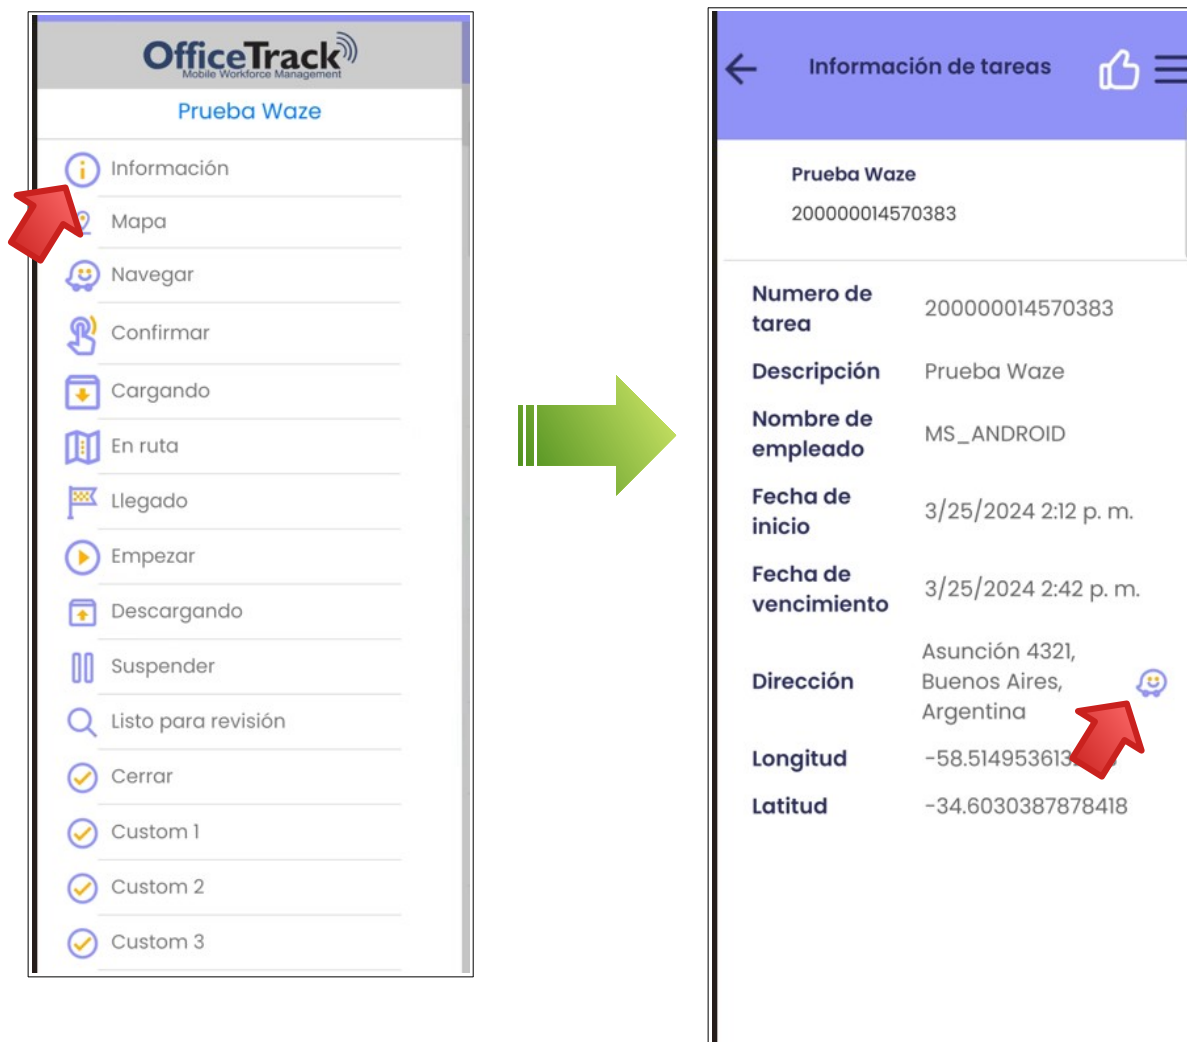 OfficeTrack
Mobile Workforce Management
Prueba Waze
Información
Mapa
Navegar
Confirmar
Cargando
En ruta
Llegado
Empezar
Descargando
Suspender
Listo para revisión
Cerrar
Custom 1
Custom 2
Custom 3
Información de tareas
Prueba Waze
200000014570383
Numero de
tarea
200000014570383
Descripción
Prueba Waze
Nombre de
empleado
MS_ANDROID
Fecha de
inicio
3/25/2024 2:12 p. m.
Fecha de
vencimiento
3/25/2024 2:42 p. m.
Dirección
Asunción 4321,
Buenos Aires,
Argentina
Longitud
Latitud
-34.6030387878418